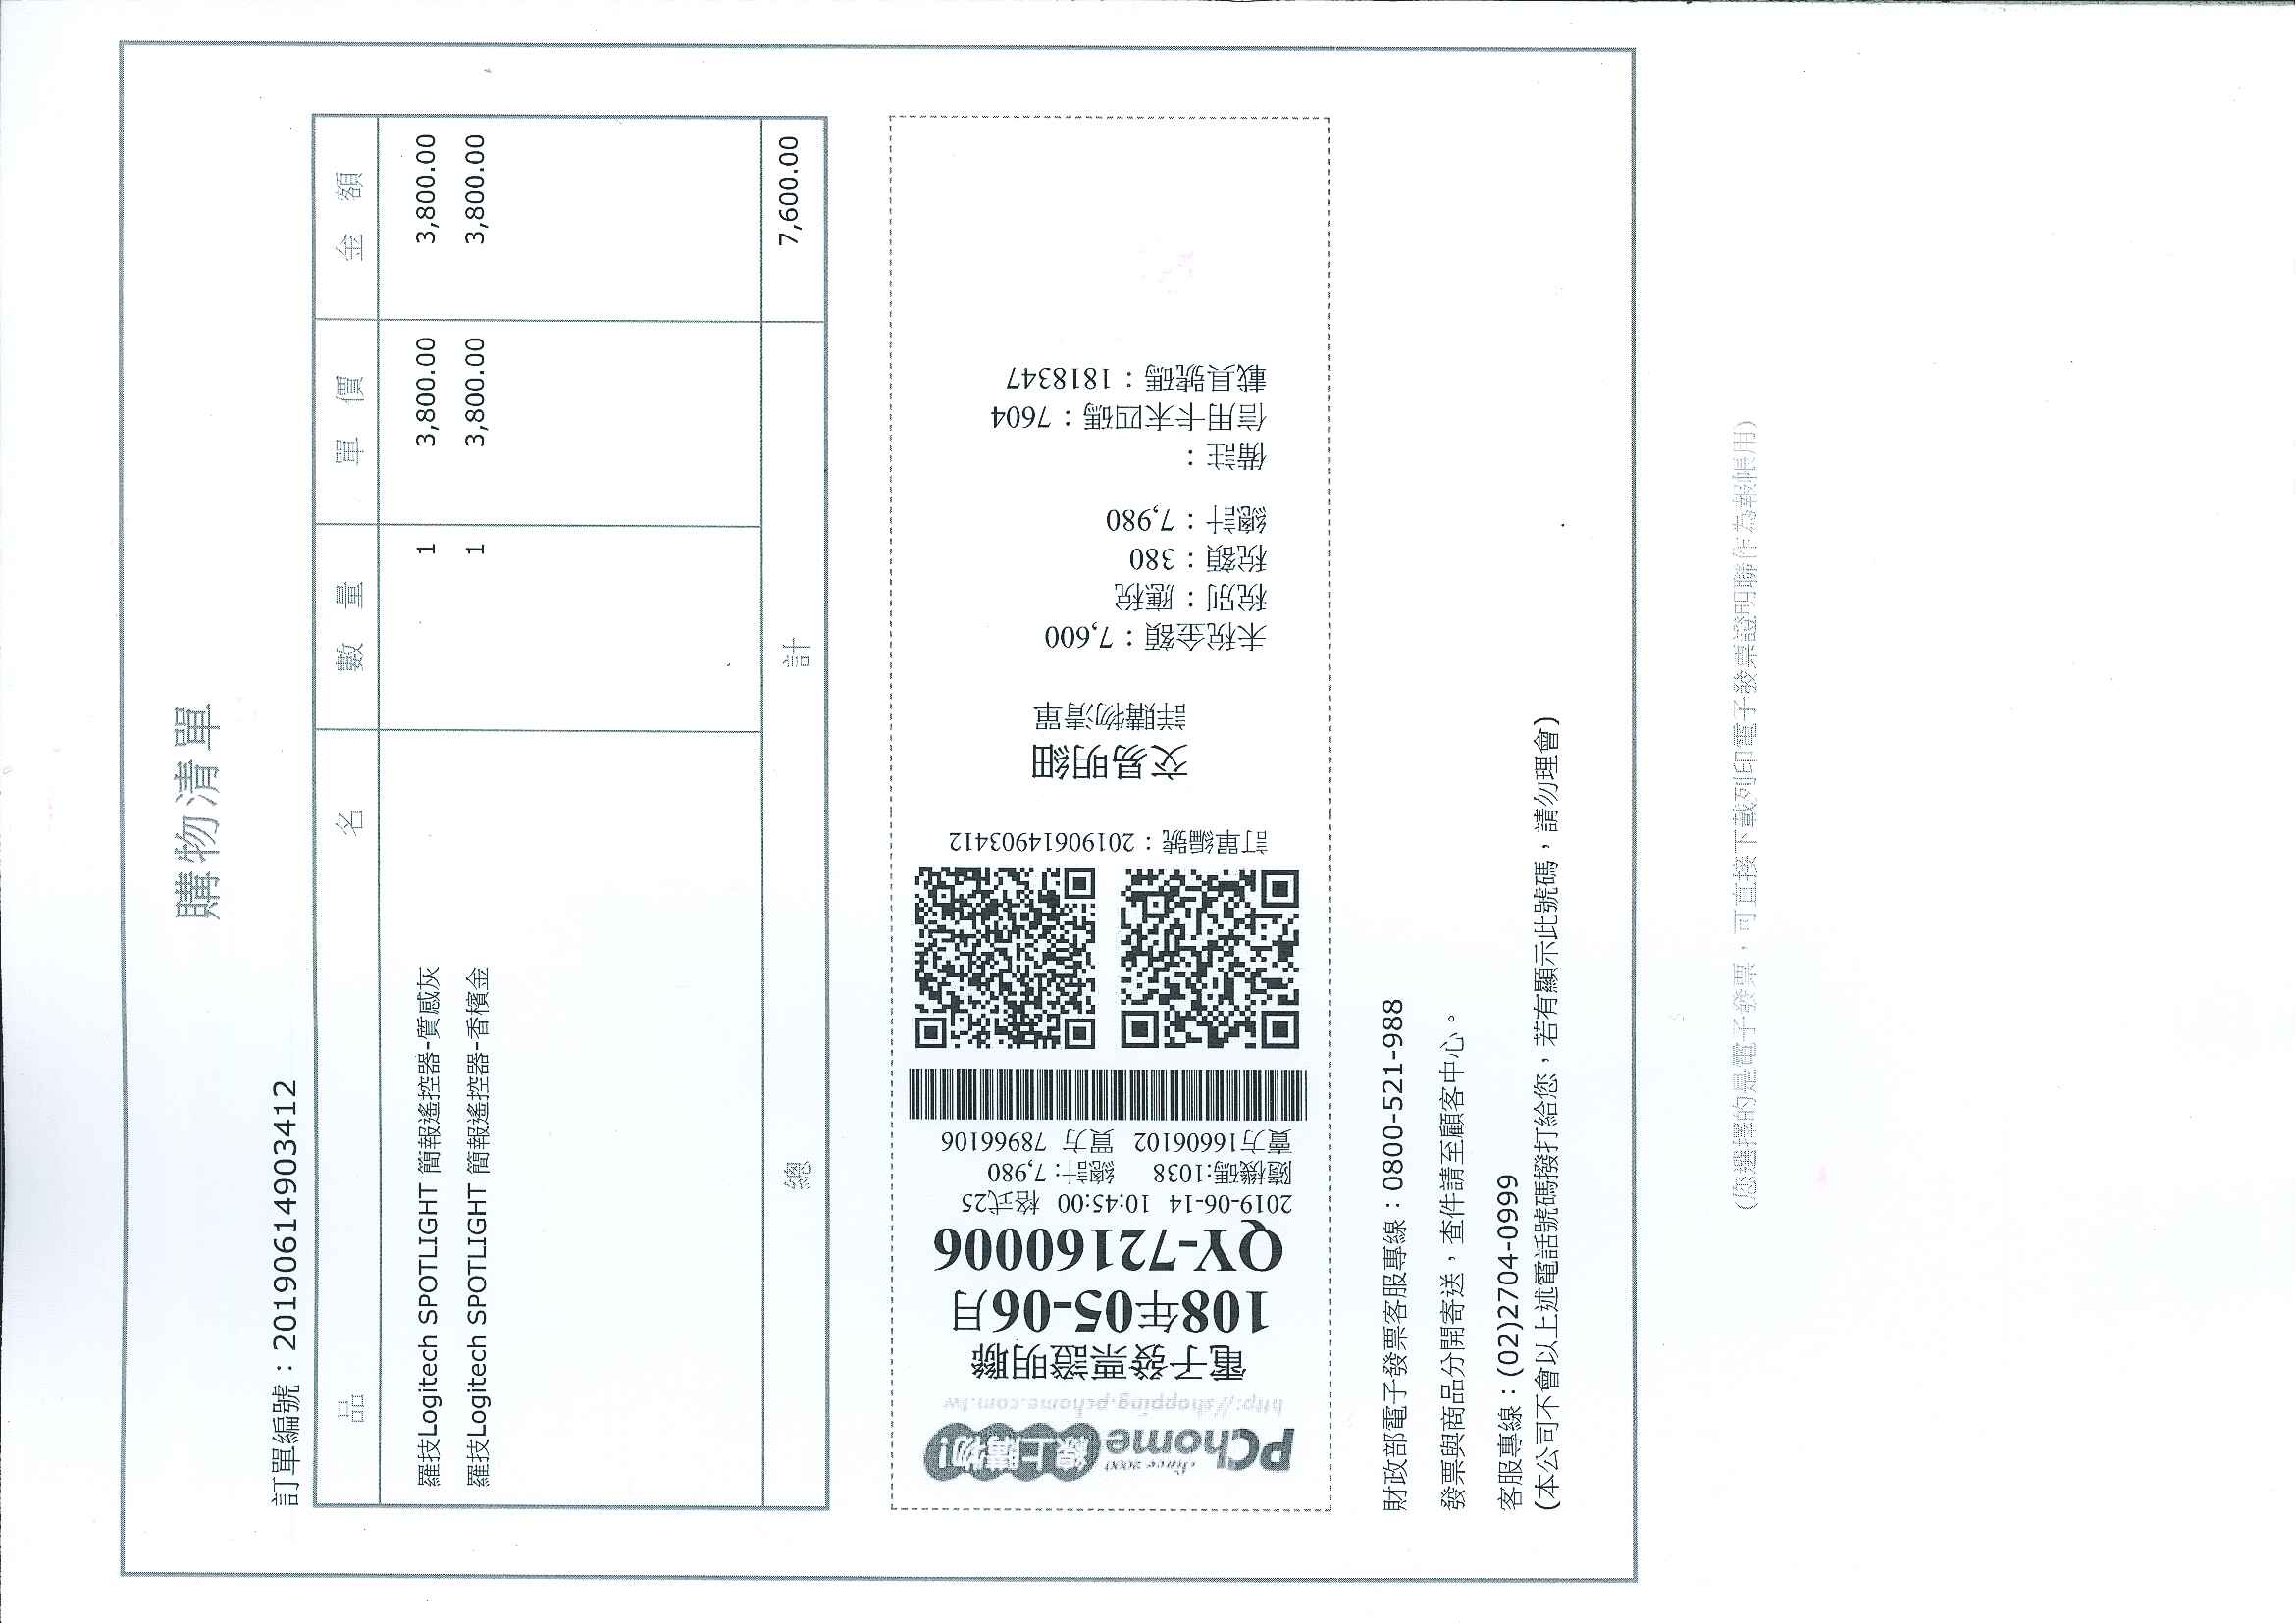 購物清單
訂單編號：20190614903412
品 名 數 量 單 價 金 額
羅技Logitech SPOTLIGHT 簡報遙控器-質感灰 1 3,800.00 3,800.00
羅技Logitech SPOTLIGHT 簡報遙控器-香檳金 1 3,800.00 3,800.00
總 計 7,600.00
PChome 線上購物!
since 2000
http://shopping.pchome.com.tw
電子發票證明聯
108年05-06月
QY-72160006
2019-06-14 10:45:00 格式25
隨機碼:1038 總計: 7,980
賣方16606102 買方 78966106
訂單編號：20190614903412
交易明細
詳購物清單
未稅金額：7,600
稅別：應稅
稅額：380
總計：7,980
備註：
信用卡末四碼：7604
載具號碼：1818347
財政部電子發票客服專線：0800-521-988
發票與商品分開寄送，查件請至顧客中心。
客服專線：(02)2704-0999
(本公司不會以上述電話號碼撥打給您，若有顯示此號碼，請勿理會)
(您選擇的是電子發票，可直接下載列印電子發票證明聯作為報帳用)